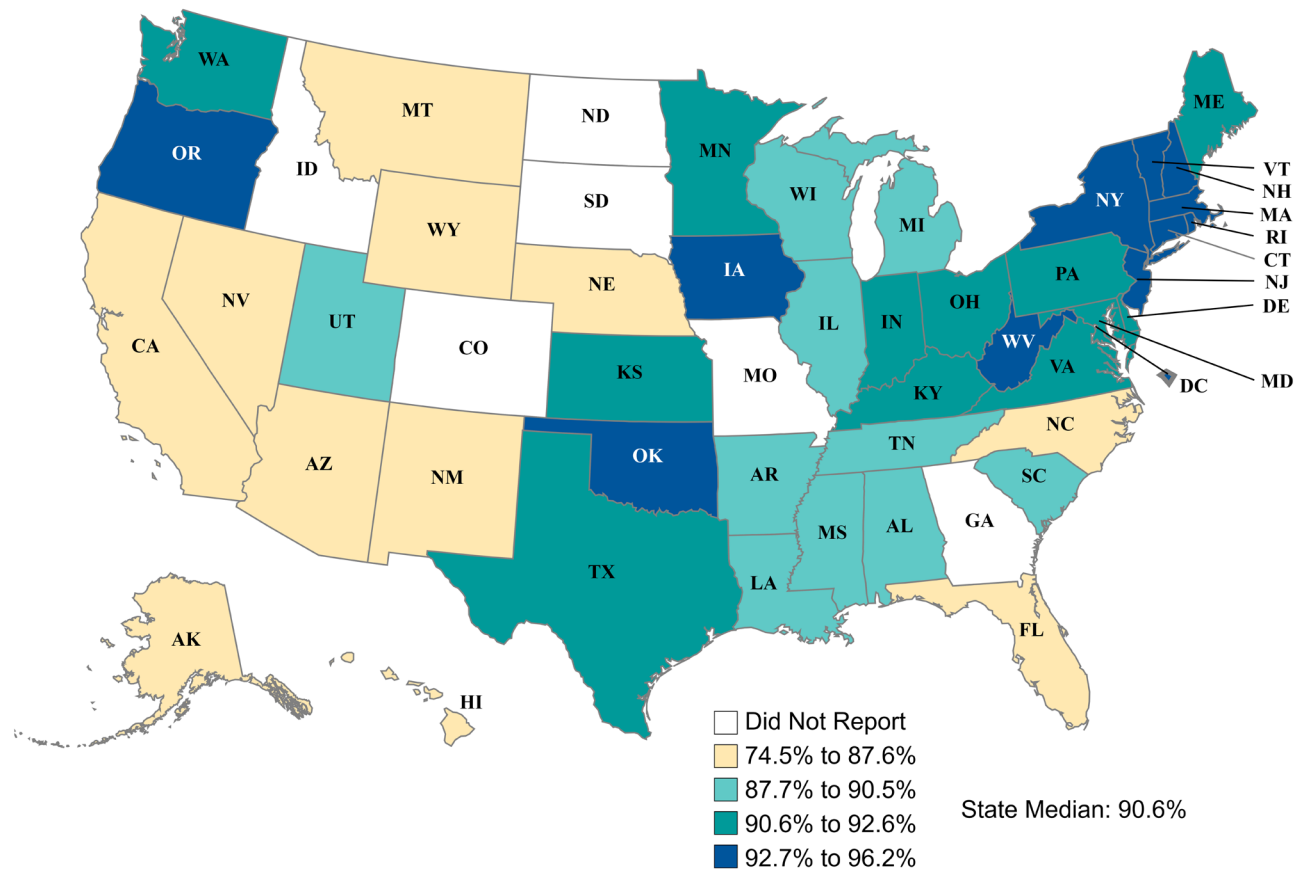 WA
MT
ND
MN
ME
OR
ID
SD
WI
MI
NY
VT
NH
MA
RI
CT
NJ
DE
MD
DC
WY
NE
IA
PA
NV
UT
CO
IL
IN
OH
WV
VA
CA
KS
MO
KY
NC
AZ
NM
OK
AR
TN
SC
TX
LA
MS
AL
GA
FL
AK
HI
Did Not Report
74.5% to 87.6%
87.7% to 90.5%
90.6% to 92.6%
92.7% to 96.2%
State Median: 90.6%